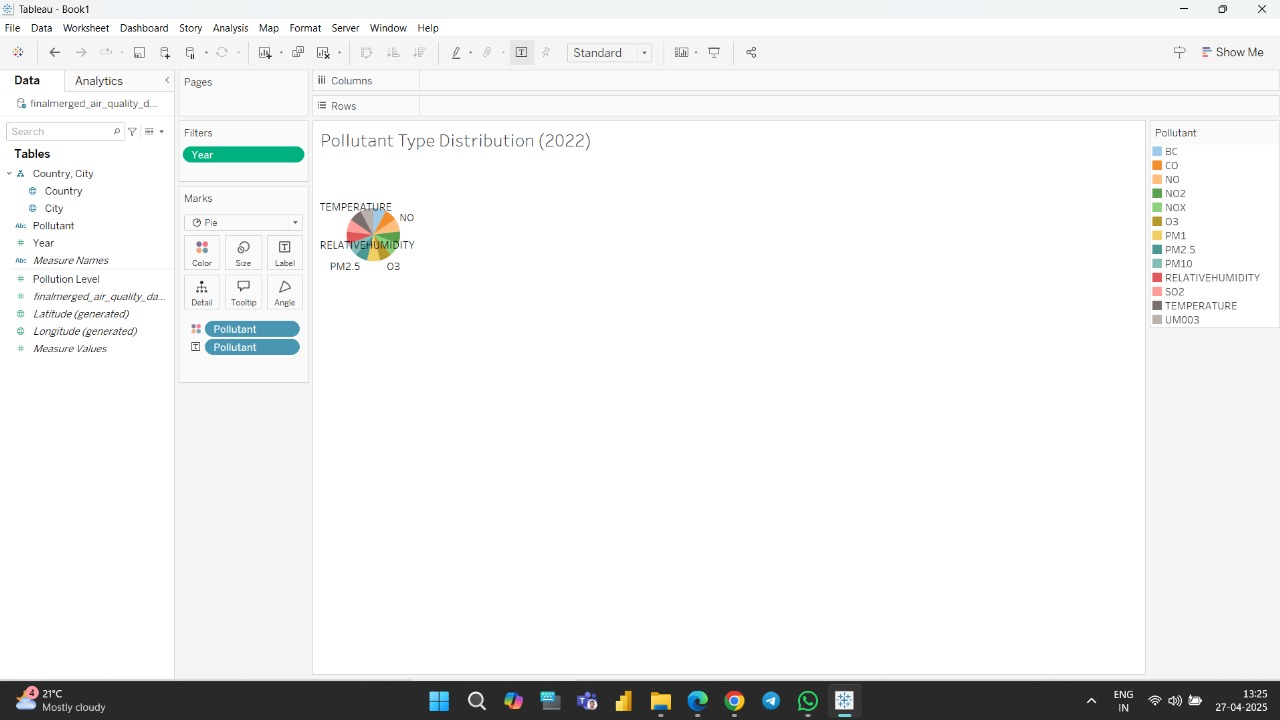 Tableau - Book1
File Data Worksheet Dashboard Story Analysis Map Format Server Window Help
Standard
Show Me
Data Analytics
finalmerged_air_quality_d...
Search
Tables
Country, City
Country
City
Abc Pollutant
# Year
Abc Measure Names
# Pollution Level
# finalmerged_air_quality_da...
Latitude (generated)
Longitude (generated)
# Measure Values
Pages
Filters
Year
Marks
Pie
Color Size Label
Detail Tooltip Angle
Pollutant
Pollutant
Columns
Rows
Pollutant Type Distribution (2022)
TEMPERATURE
NO
RELATIVEHUMIDITY
PM2.5 O3
Pollutant
BC
CO
NO
NO2
NOX
O3
PM1
PM2.5
PM10
RELATIVEHUMIDITY
SO2
TEMPERATURE
UM003
4
21°C
Mostly cloudy
ENG
IN
13:25
27-04-2025